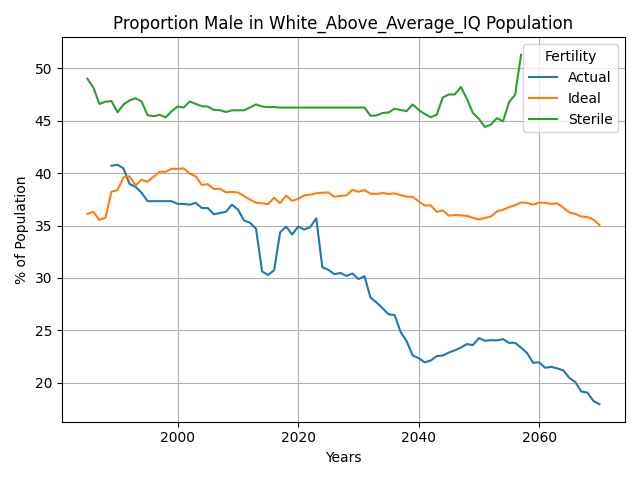 Proportion Male in White_Above_Average_IQ Population
Fertility
Actual
Ideal
Sterile
% of Population
50
45
40
35
30
25
20
2000
2020
2040
2060
Years